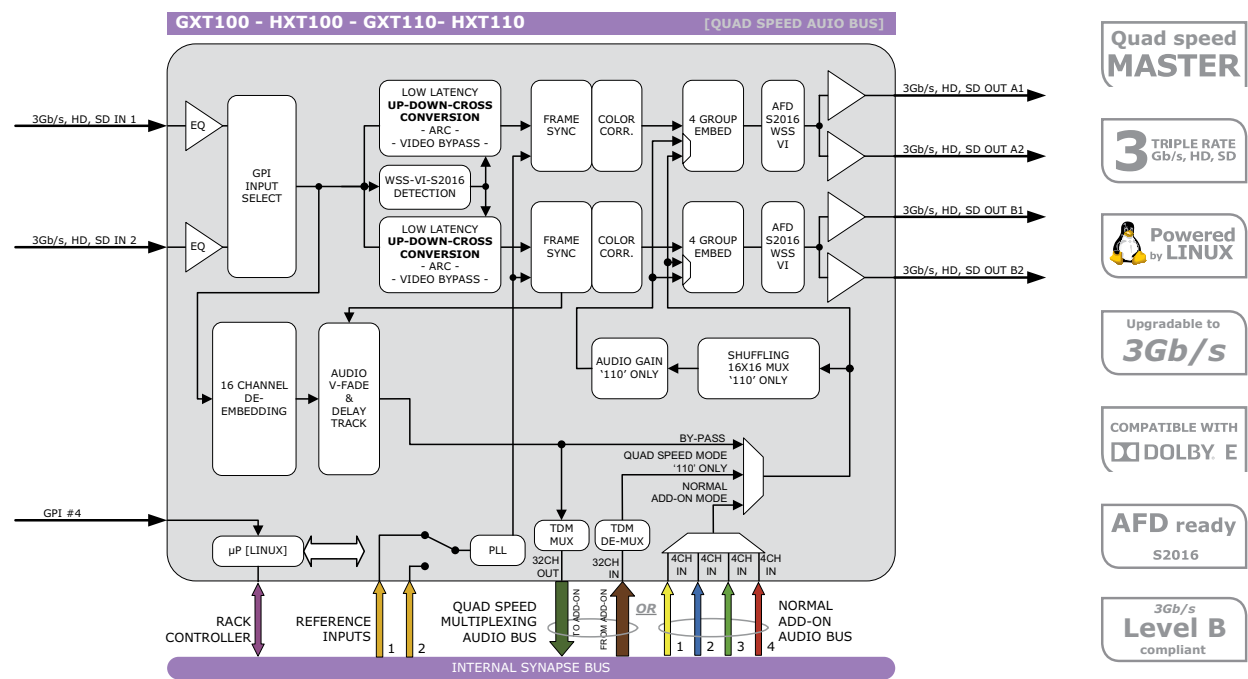 GXT100 - HXT100 - GXT110- HXT110
[QUAD SPEED AUIO BUS]
3Gb/s, HD, SD IN 1
EQ
3Gb/s, HD, SD IN 2
EQ
GPI
INPUT
SELECT
LOW LATENCY
UP-DOWN-CROSS
CONVERSION
- ARC -
- VIDEO BYPASS -
WSS-VI-S2016
DETECTION
LOW LATENCY
UP-DOWN-CROSS
CONVERSION
- ARC -
- VIDEO BYPASS -
FRAME
SYNC
COLOR
CORR.
4 GROUP
EMBED
AFD
S2016
WSS
VI
FRAME
SYNC
COLOR
CORR.
4 GROUP
EMBED
AFD
S2016
WSS
VI
3Gb/s, HD, SD OUT A1
3Gb/s, HD, SD OUT A2
3Gb/s, HD, SD OUT B1
3Gb/s, HD, SD OUT B2
16 CHANNEL
DE-
EMBEDDING
AUDIO
V-FADE
&
DELAY
TRACK
AUDIO GAIN
‘110’ ONLY
SHUFFLING
16X16 MUX
‘110’ ONLY
BY-PASS
QUAD SPEED MODE
‘110’ ONLY
NORMAL
ADD-ON MODE
GPI #4
µP [LINUX]
PLL
TDM
MUX
TDM
DE-MUX
32CH
OUT
32CH
IN
4CH
IN
4CH
IN
4CH
IN
4CH
IN
RACK
CONTROLLER
REFERENCE
INPUTS
1
2
QUAD SPEED
MULTIPLEXING
AUDIO BUS
TO ADD-ON
FROM ADD-ON
OR
1
2
3
4
NORMAL
ADD-ON
AUDIO BUS
INTERNAL SYNAPSE BUS
Quad speed
MASTER
3 TRIPLE RATE
Gb/s, HD, SD
Powered
by LINUX
Upgradable to
3Gb/s
COMPATIBLE WITH
DOLBY E
AFD ready
S2016
3Gb/s
Level B
compliant